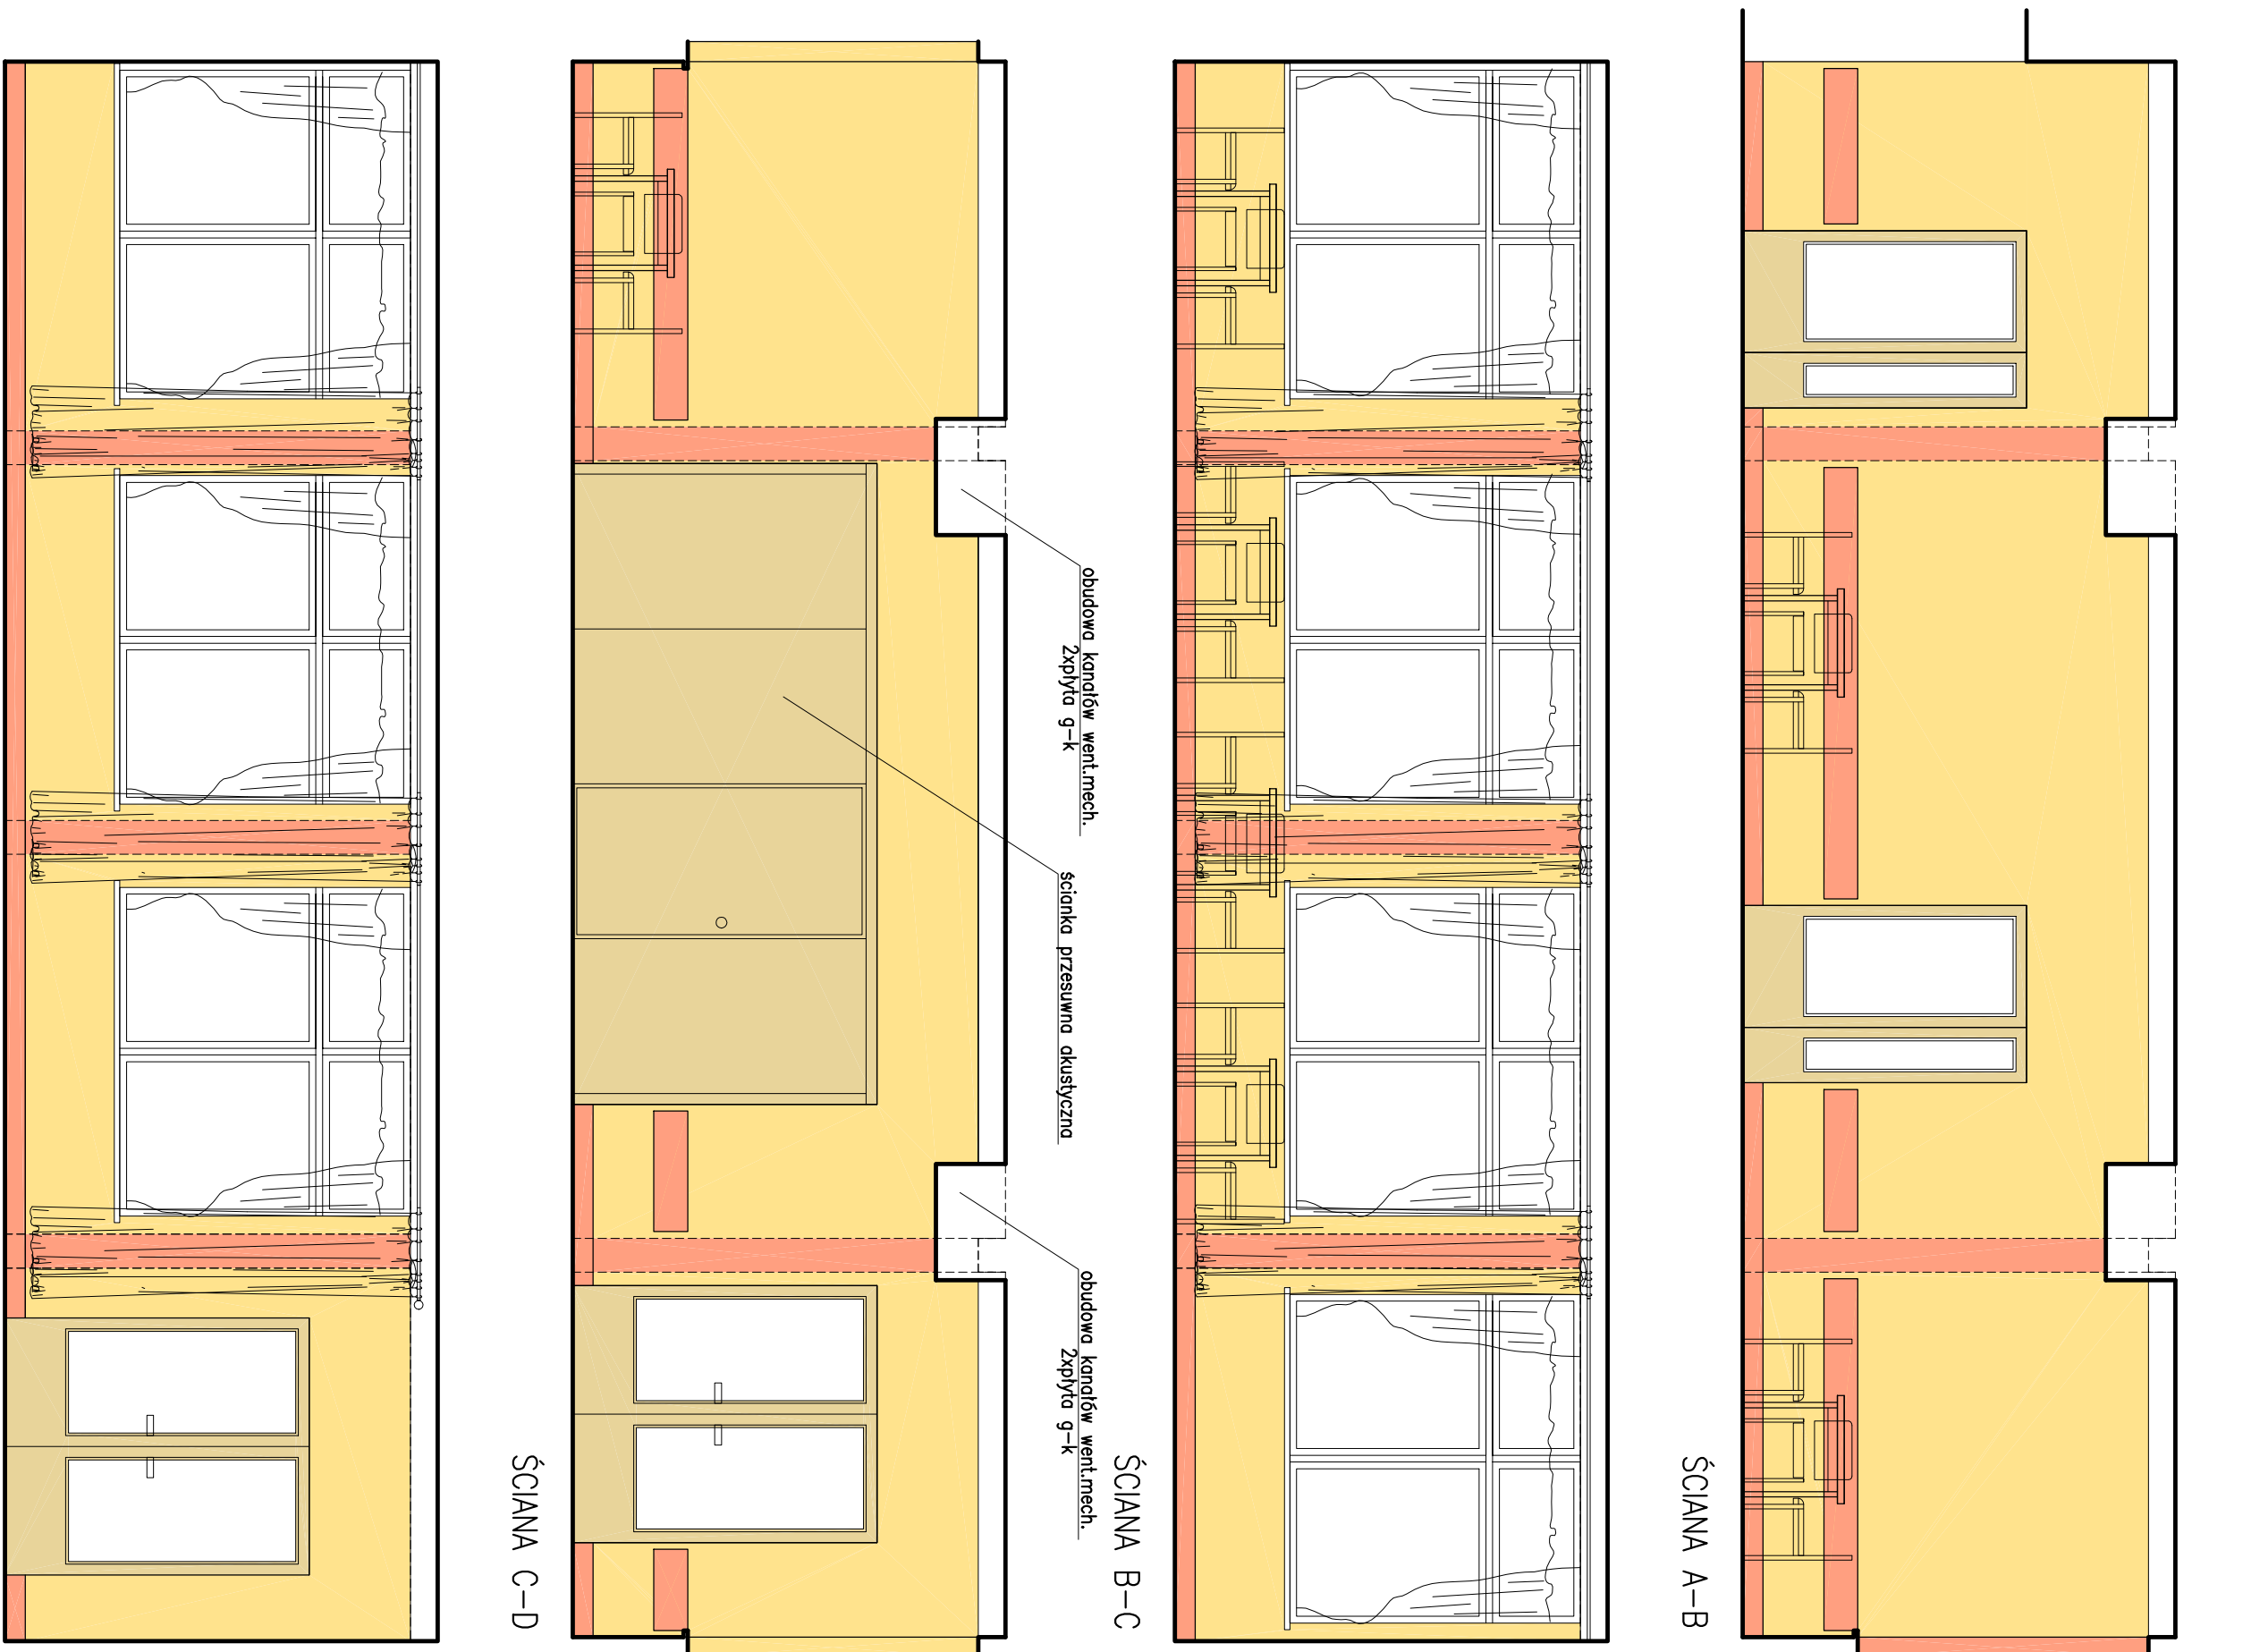 ŚCIANA A-B
ŚCIANA B-C
obudowa kanałów went.mech.
2xpłyta g-k
ścianka przesuwna akustyczna
obudowa kanałów went.mech.
2xpłyta g-k
ŚCIANA C-D